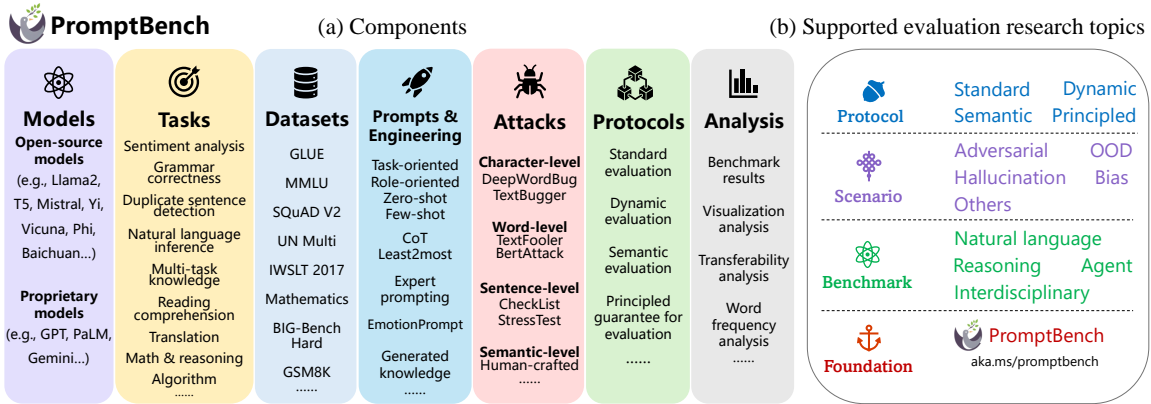 PromptBench
(a) Components
(b) Supported evaluation research topics
Models
Open-source
models
(e.g., Llama2,
T5, Mistral, Yi,
Vicuna, Phi,
Baichuan...)
Proprietary
models
(e.g., GPT, PaLM,
Gemini...)
Tasks
Sentiment analysis
Grammar
correctness
Duplicate sentence
detection
Natural language
inference
Multi-task
knowledge
Reading
comprehension
Translation
Math & reasoning
Algorithm
......
Datasets
GLUE
MMLU
SQuAD V2
UN Multi
IWSLT 2017
Mathematics
BIG-Bench
Hard
GSM8K
......
Prompts &
Engineering
Task-oriented
Role-oriented
Zero-shot
Few-shot
CoT
Least2most
Expert
prompting
EmotionPrompt
Generated
knowledge
......
Attacks
Character-level
DeepWordBug
TextBugger
Word-level
TextFooler
BertAttack
Sentence-level
CheckList
StressTest
Semantic-level
Human-crafted
......
Protocols
Standard
evaluation
Dynamic
evaluation
Semantic
evaluation
Principled
guarantee for
evaluation
......
Analysis
Benchmark
results
Visualization
analysis
Transferability
analysis
Word
frequency
analysis
......
Protocol
Standard Dynamic
Semantic Principled
Scenario
Adversarial OOD
Hallucination Bias
Others
Benchmark
Natural language
Reasoning Agent
Interdisciplinary
Foundation
PromptBench
aka.ms/promptbench